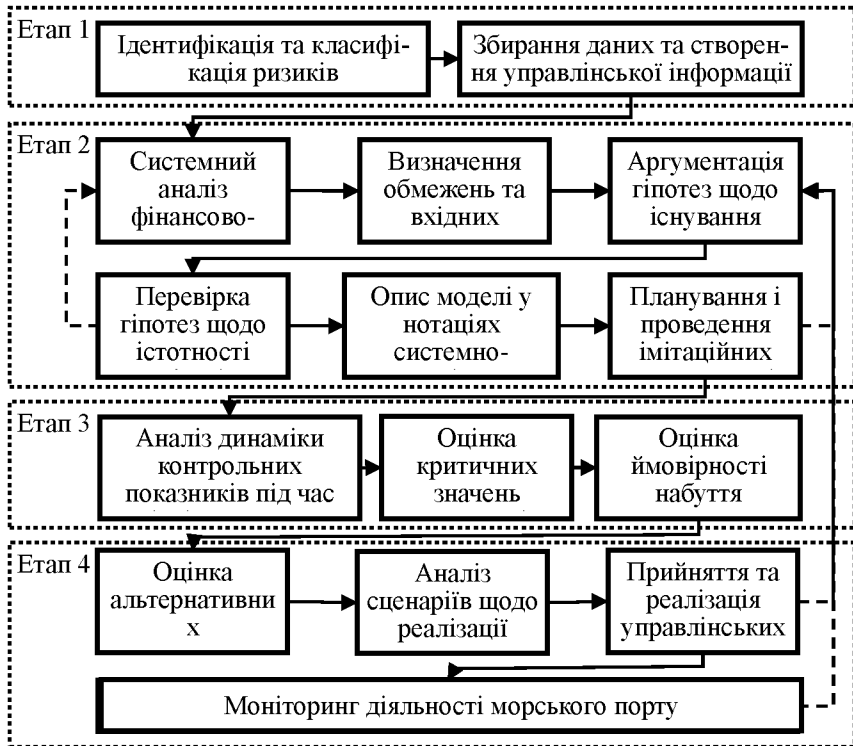 Етап 1
Ідентифікація та класифі-
кація ризиків
Збирання даних та створен-
ня управлінської інформації
Етап 2
Системний
аналіз
фінансово-
Визначення
обмежень та
вхідних
Аргументація
гіпотез щодо
існування
Перевірка
гіпотез щодо
істотності
Опис моделі у
нотаціях
системно-
Планування і
проведення
імітаційних
Етап 3
Аналіз динаміки
контрольних
показників під час
Оцінка
критичних
значень
Оцінка
ймовірності
набуття
Етап 4
Оцінка
альтернативни
х
Аналіз
сценаріїв щодо
реалізації
Прийняття та
реалізація
управлінських
Моніторинг діяльності морського порту